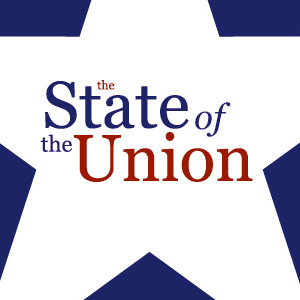 the
State of
the Union